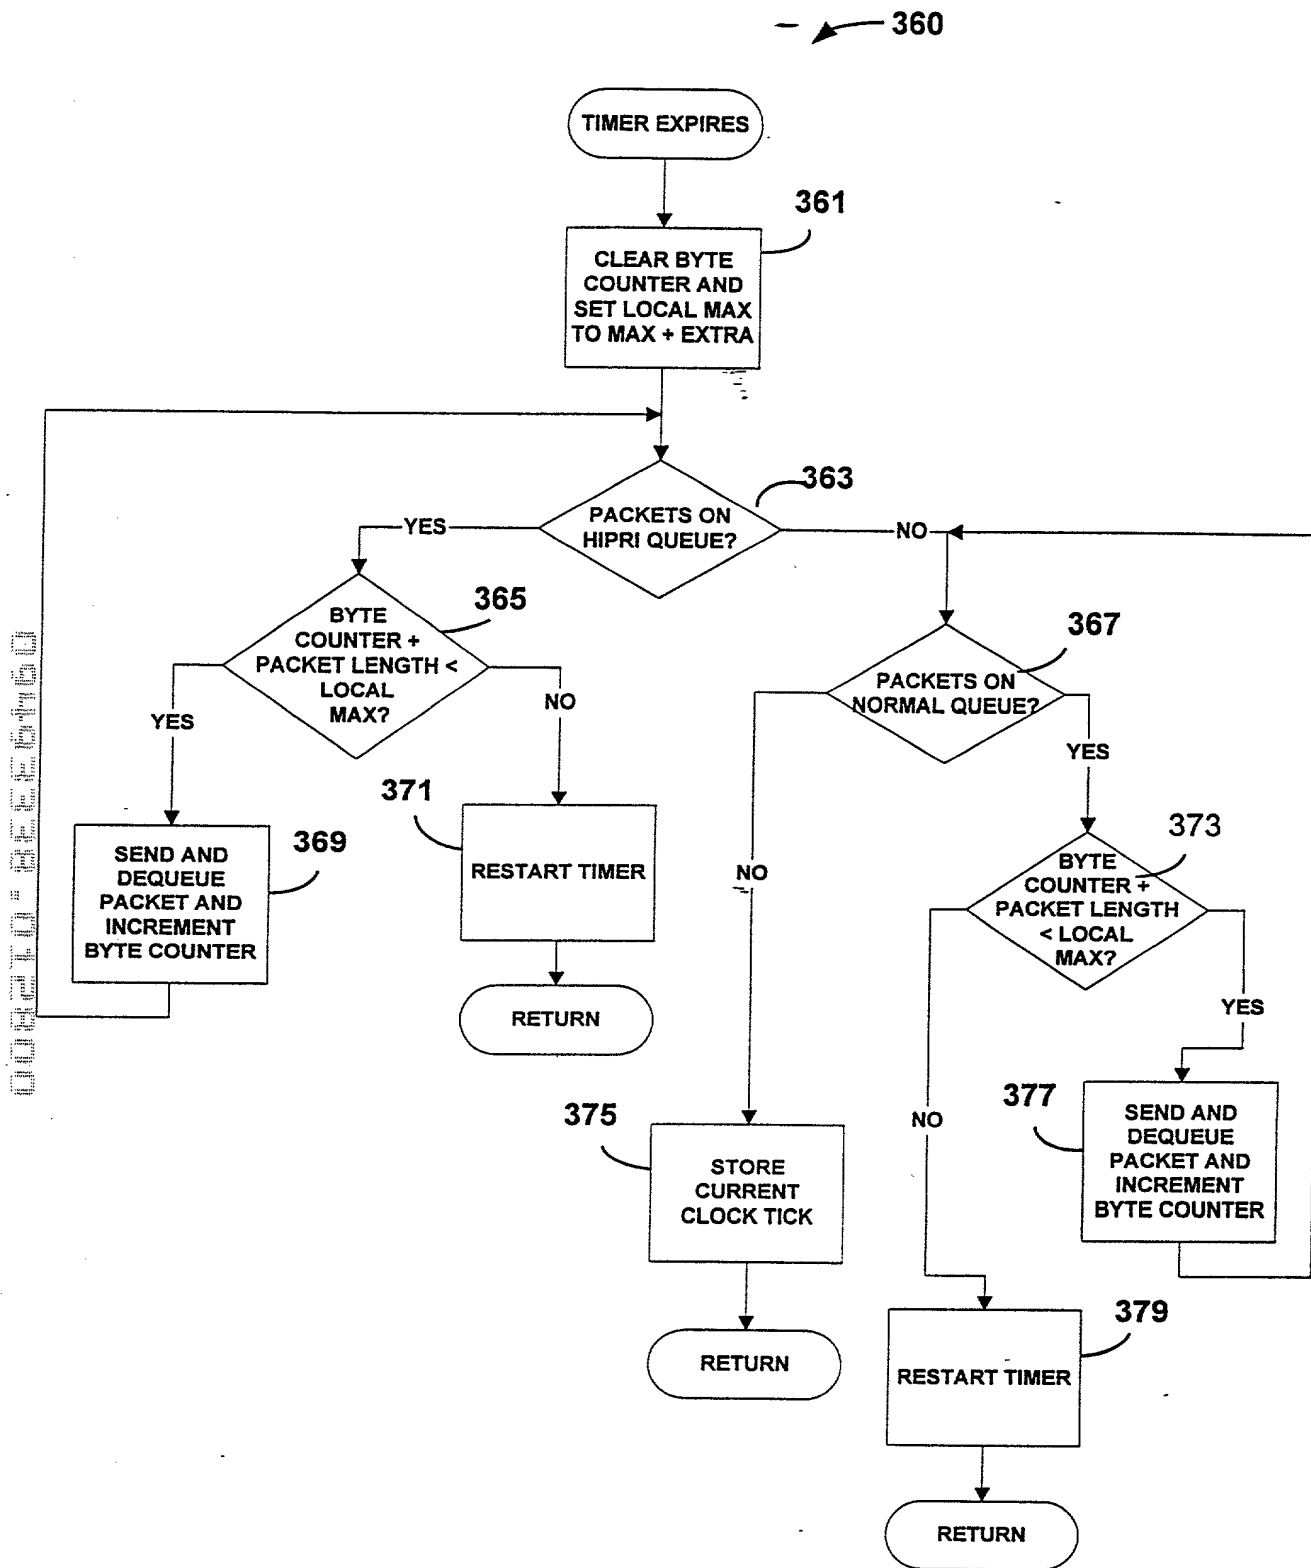 360
TIMER EXPIRES
361
CLEAR BYTE
COUNTER AND
SET LOCAL MAX
TO MAX + EXTRA
363
PACKETS ON
HIPRI QUEUE?
YES
NO
365
BYTE
COUNTER +
PACKET LENGTH <
LOCAL
MAX?
367
PACKETS ON
NORMAL QUEUE?
YES
NO
YES
371
RESTART TIMER
369
SEND AND
DEQUEUE
PACKET AND
INCREMENT
BYTE COUNTER
NO
373
BYTE
COUNTER +
PACKET LENGTH
< LOCAL
MAX?
RETURN
YES
375
STORE
CURRENT
CLOCK TICK
NO
377
SEND AND
DEQUEUE
PACKET AND
INCREMENT
BYTE COUNTER
RETURN
379
RESTART TIMER
RETURN